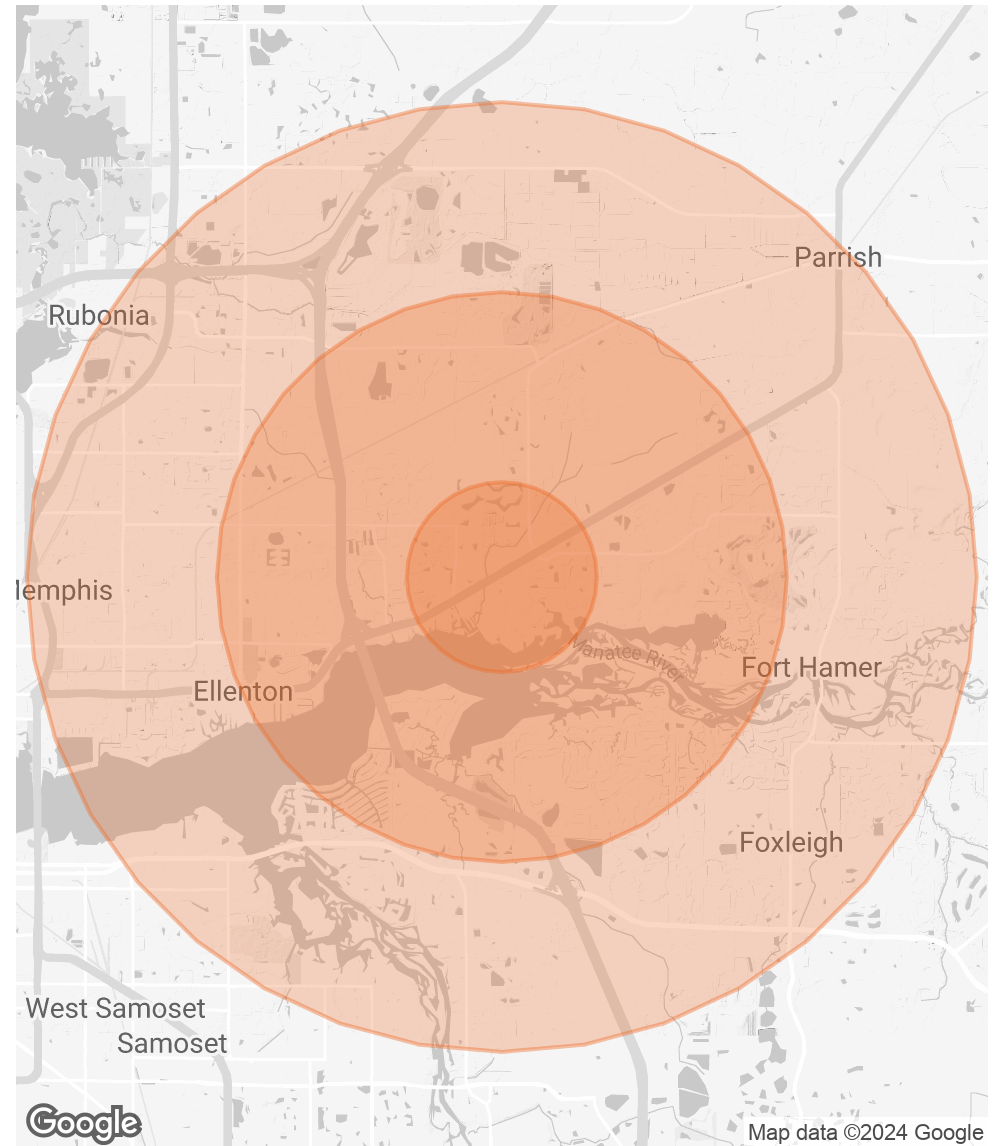 Parrish
Rubonia
lemphis
Manatee River
Fort Hamer
Ellenton
Foxleigh
West Samoset
Samoset
Google
Map data ©2024 Google